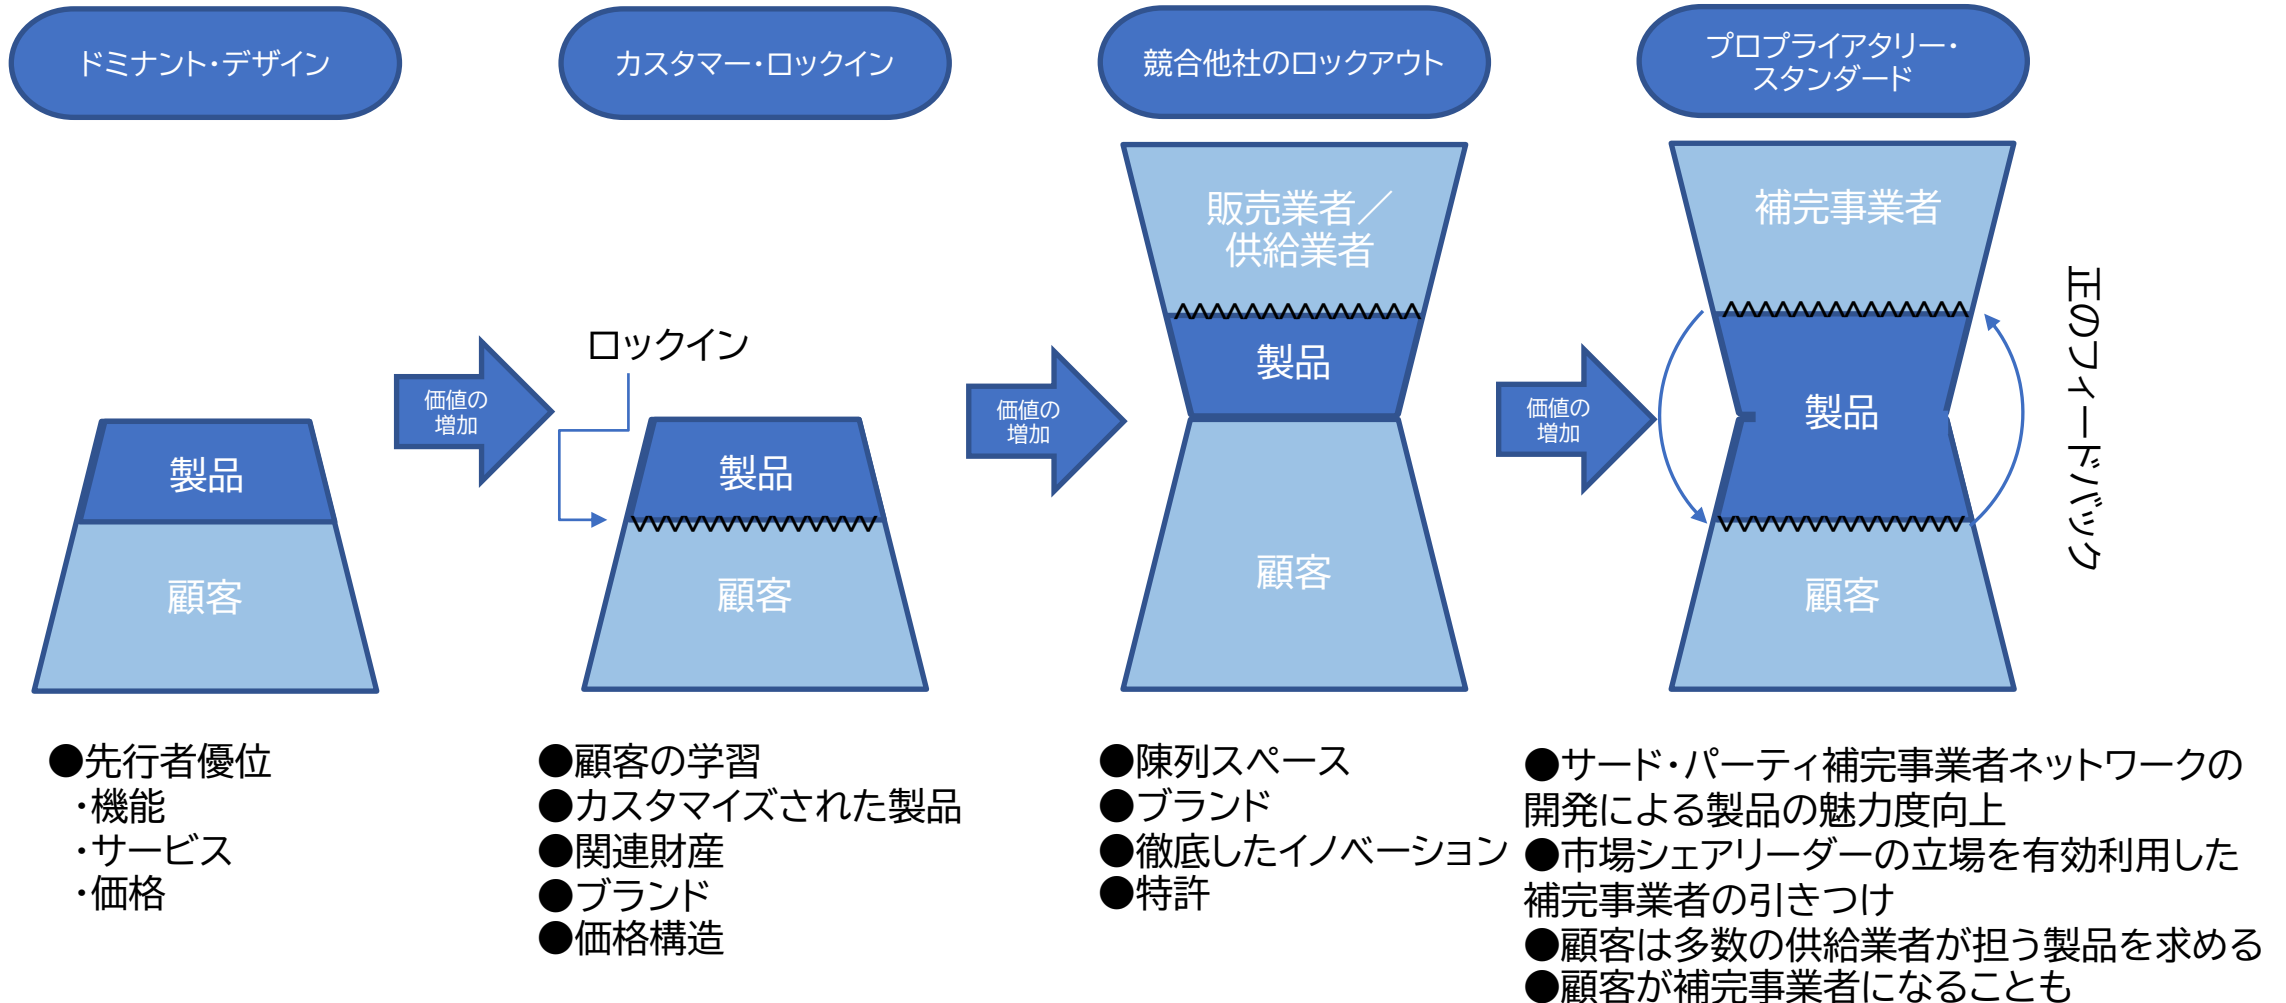 ドミナント・デザイン
カスタマー・ロックイン
競合他社のロックアウト
プロプライアタリー・
スタンダード
製品
顧客
価値の
増加
ロックイン
製品
顧客
価値の
増加
販売業者／
供給業者
製品
顧客
価値の
増加
補完事業者
製品
顧客
正のフィードバック
●先行者優位
・機能
・サービス
・価格
●顧客の学習
●カスタマイズされた製品
●関連財産
●ブランド
●価格構造
●陳列スペース
●ブランド
●徹底したイノベーション
●特許
●サード・パーティ補完事業者ネットワークの
開発による製品の魅力度向上
●市場シェアリーダーの立場を有効利用した
補完事業者の引きつけ
●顧客は多数の供給業者が担う製品を求める
●顧客が補完事業者になることも